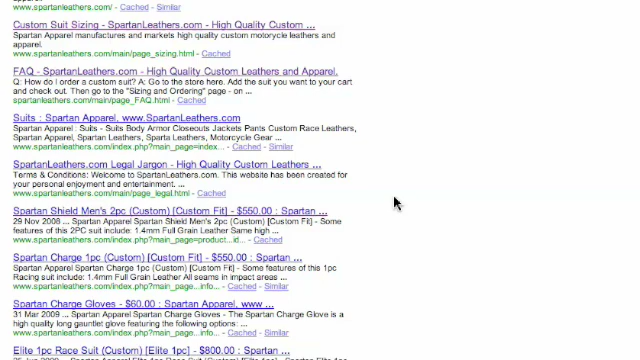 www.spartanleathers.com/ - Cached - Similar
Custom Suit Sizing - SpartanLeathers.com - High Quality Custom ...
Spartan Apparel manufactures and markets high quality custom motorcycle leathers and
apparel.
www.spartanleathers.com/main/page_sizing.html - Cached
FAQ - SpartanLeathers.com - High Quality Custom Leathers and Apparel.
Q: How do I order a custom suit? A: Go to the store here. Add the suit you want to your cart
and check out. Then go to the "Sizing and Ordering" page - on ...
spartanleathers.com/main/page_FAQ.html - Cached
Suits : Spartan Apparel, www.SpartanLeathers.com
Spartan Apparel : Suits - Suits Body Armor Closeouts Jackets Pants Custom Race Leathers,
Spartan Apparel, Spartan Leathers, Sparta Leathers, Motorcycle Gear ...
www.spartanleathers.com/index.php?main_page=index... - Cached - Similar
SpartanLeathers.com Legal Jargon - High Quality Custom Leathers ...
Terms & Conditions: Welcome to SpartanLeathers.com. This website has been created for
your personal enjoyment and entertainment. ...
www.spartanleathers.com/main/page_legal.html - Cached
Spartan Shield Men's 2pc (Custom) [Custom Fit] - $550.00 : Spartan ...
29 Nov 2008 ... Spartan Apparel Spartan Shield Men's 2pc (Custom) [Custom Fit] - Some
features of this 2PC suit include: 1.4mm Full Grain Leather Same high ...
www.spartanleathers.com/index.php?main_page=product...id... - Cached
Spartan Charge 1pc (Custom) [Custom Fit] - $550.00 : Spartan ...
Spartan Apparel Spartan Charge 1pc (Custom) [Custom Fit] - Some features of this 1pc
Racing suit include: 1.4mm Full Grain Leather All seams in impact areas ...
spartanleathers.com/index.php?main_page...info... - Cached - Similar
Spartan Charge Gloves - $60.00 : Spartan Apparel, www ...
31 Mar 2009 ... Spartan Apparel Spartan Charge Gloves - The Spartan Charge Glove is a
high quality long gauntlet glove featuring the following options: ...
www.spartanleathers.com/index.php?main_page...info... - Cached - Similar
Elite 1pc Race Suit (Custom) [Elite 1pc] - $800.00 : Spartan ...